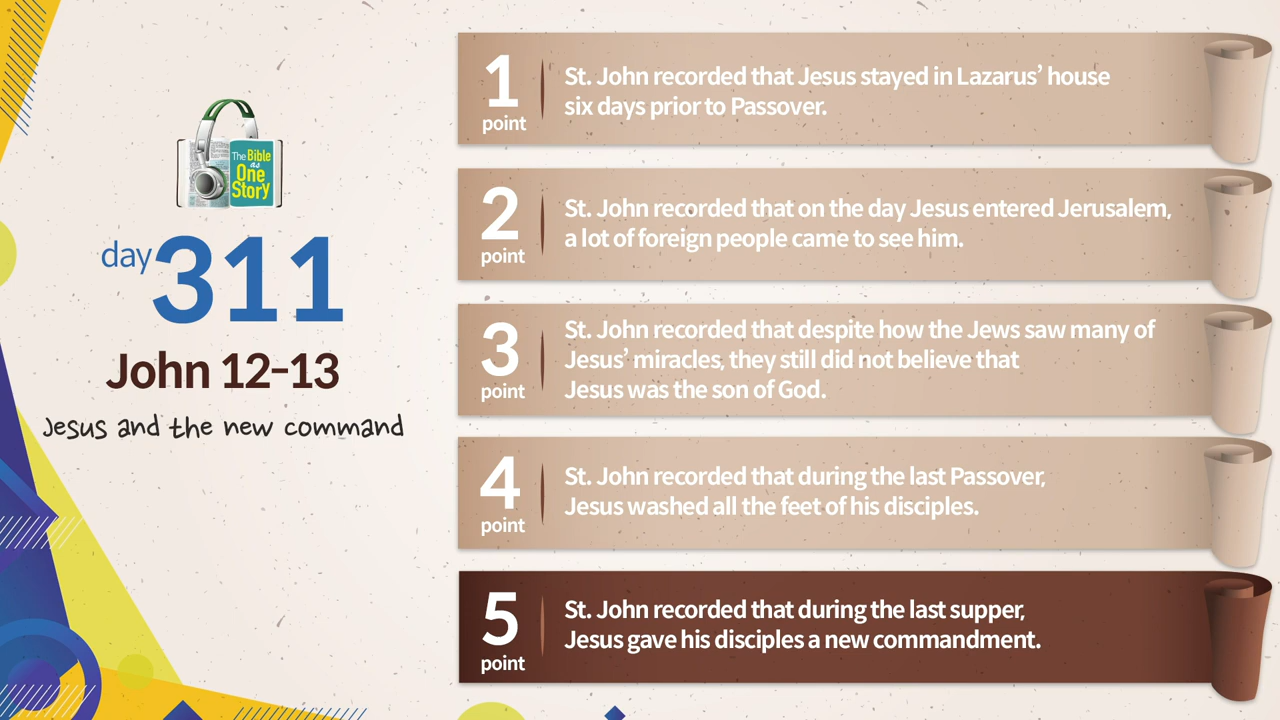 The Bible
as
One
Story
day 311
John 12-13
Jesus and the new command
1
point
St. John recorded that Jesus stayed in Lazarus’ house
six days prior to Passover.
2
point
St. John recorded that on the day Jesus entered Jerusalem,
a lot of foreign people came to see him.
3
point
St. John recorded that despite how the Jews saw many of
Jesus’ miracles, they still did not believe that
Jesus was the son of God.
4
point
St. John recorded that during the last Passover,
Jesus washed all the feet of his disciples.
5
point
St. John recorded that during the last supper,
Jesus gave his disciples a new commandment.